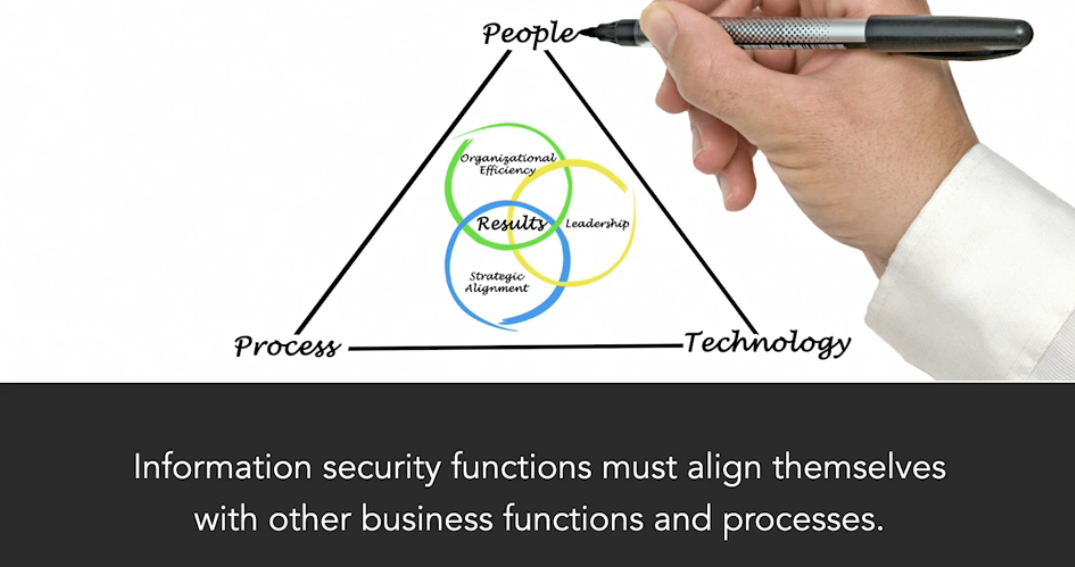 People
Organizational
Efficiency
Results
Leadership
Strategic
Alignment
Process
Technology
Information security functions must align themselves
with other business functions and processes.